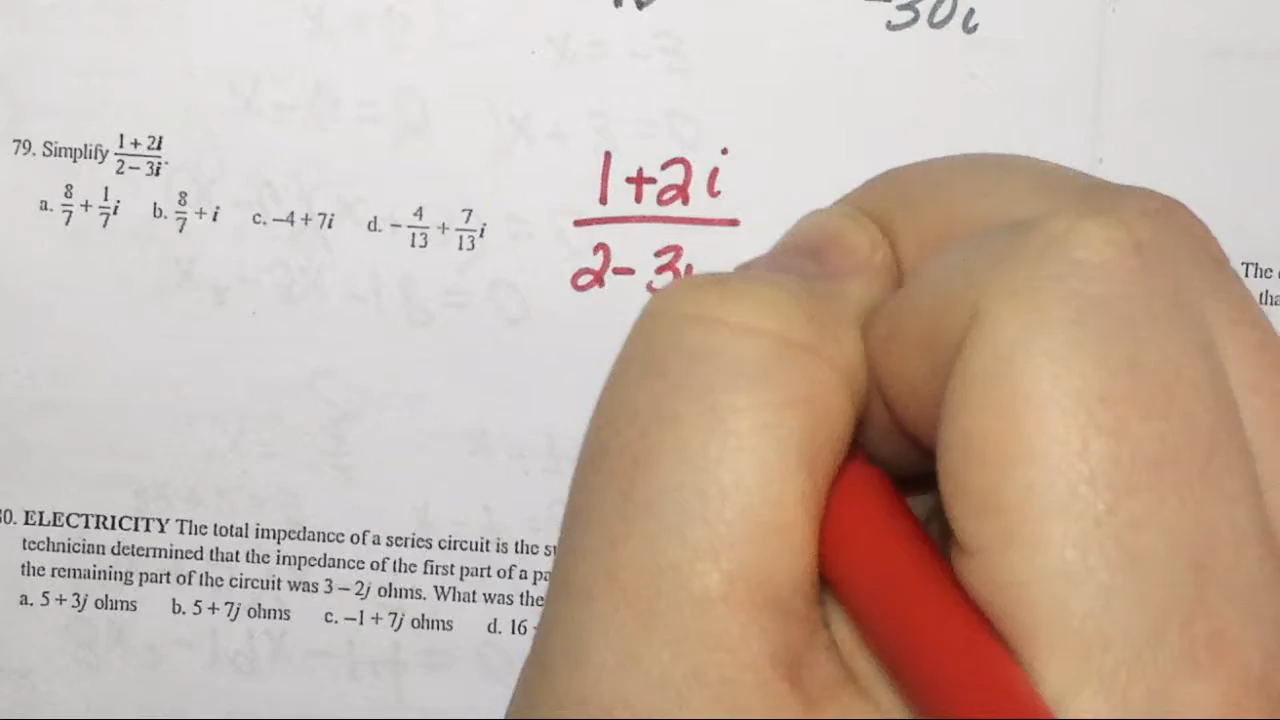 -30i
79. Simplify (1 + 2i)/(2 – 3i).
a. 8/7 + 1/7 i b. 8/7 + i c. –4 + 7i d. – 4/13 + 7/13 i
1+2i
2-3
The
tha
ELECTRICITY The total impedance of a series circuit is the
technician determined that the impedance of the first part of a
the remaining part of the circuit was 3 – 2j ohms. What was the
a. 5 + 3j ohms b. 5 + 7j ohms c. –1 + 7j ohms d. 16